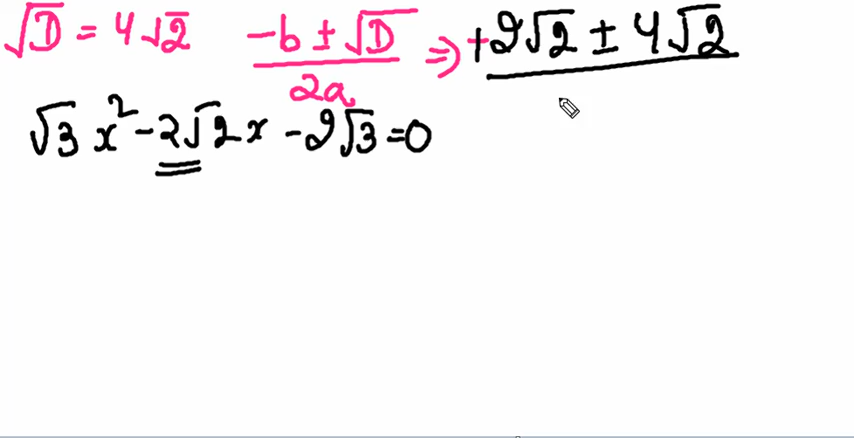 √D = 4√2 (-b ± √D)/2a ⇒ +2√2 ± 4√2
√3 x² - 2√2 x - 2√3 = 0